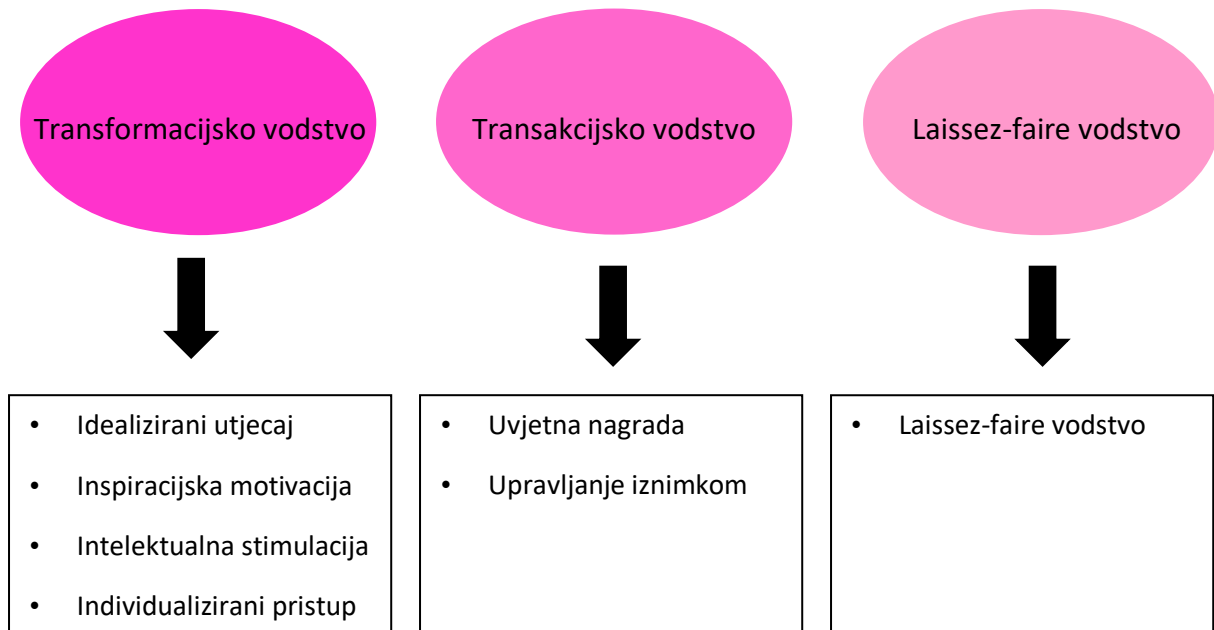 Transformacijsko vodstvo
Transakcijsko vodstvo
Laissez-faire vodstvo
• Idealizirani utjecaj
• Inspiracijska motivacija
• Intelektualna stimulacija
• Individualizirani pristup
• Uvjetna nagrada
• Upravljanje iznimkom
• Laissez-faire vodstvo